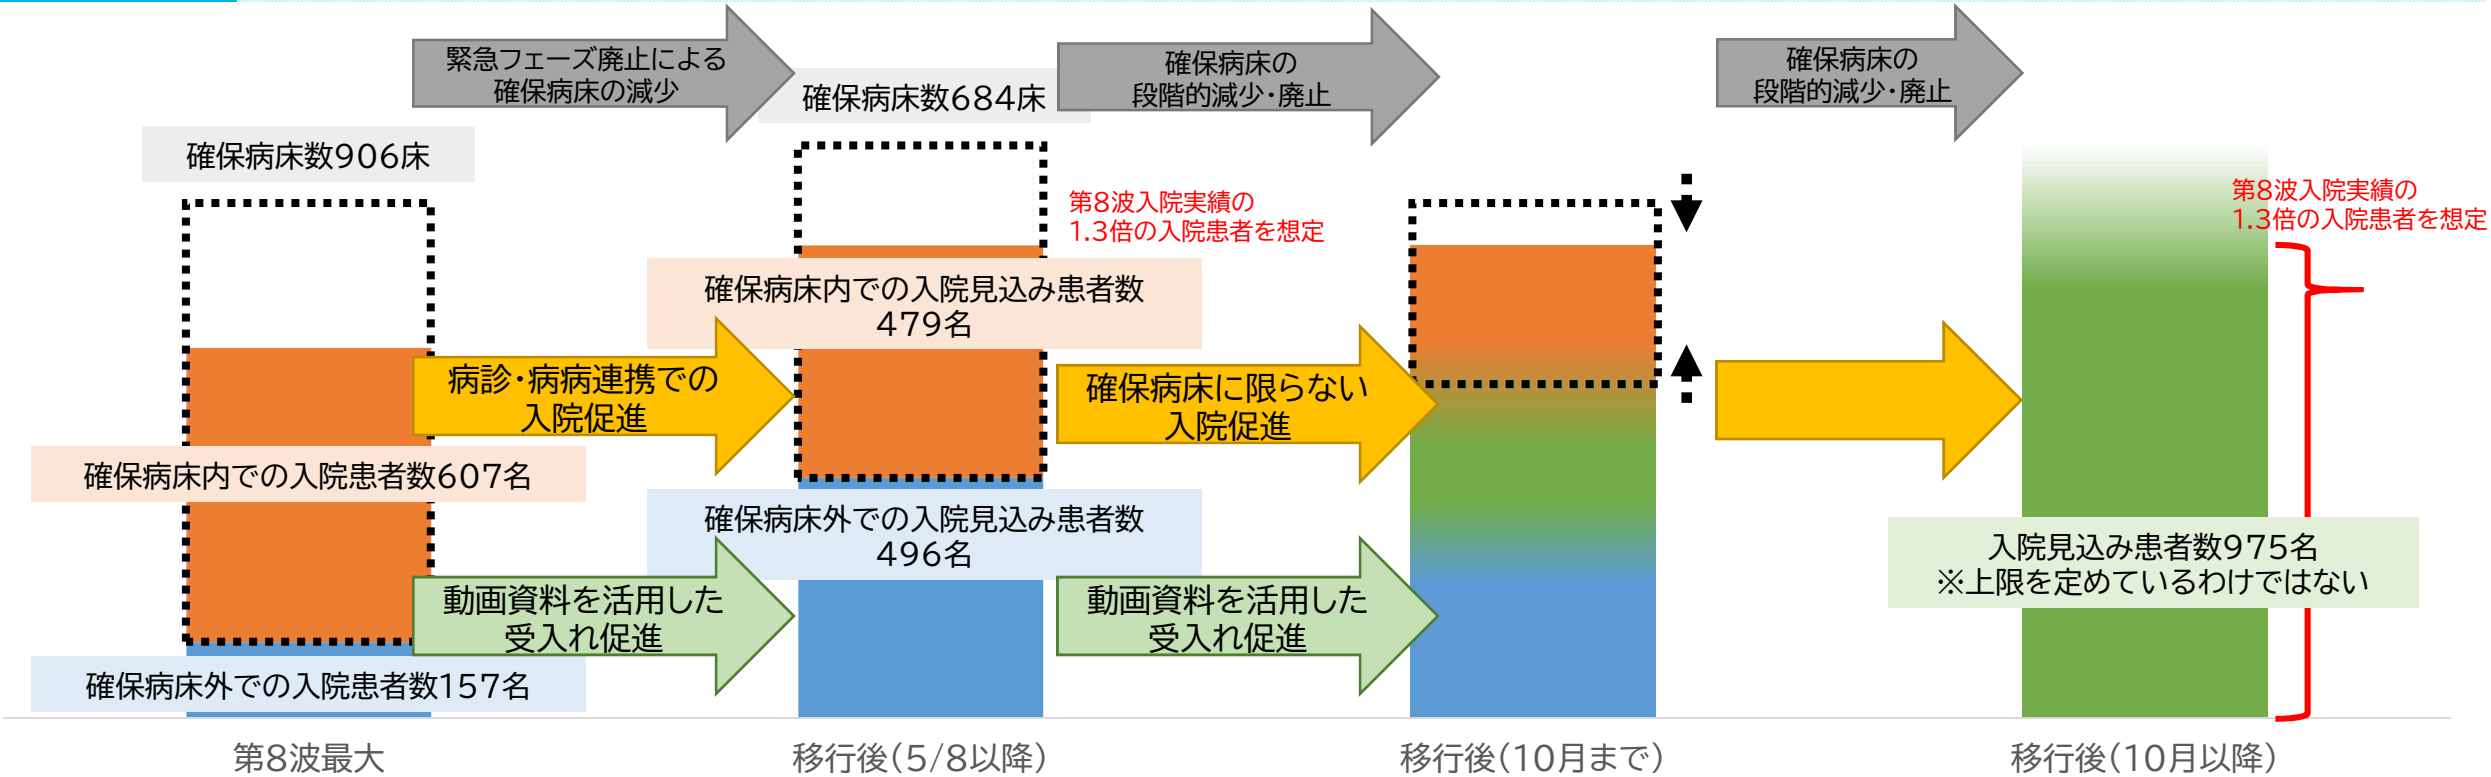 緊急フェーズ廃止による
確保病床の減少
確保病床の
段階的減少・廃止
確保病床の
段階的減少・廃止
確保病床数906床
確保病床数684床
第8波入院実績の
1.3倍の入院患者を想定
第8波入院実績の
1.3倍の入院患者を想定
確保病床内での入院見込み患者数
479名
病診・病病連携での
入院促進
確保病床に限らない
入院促進
確保病床内での入院患者数607名
確保病床外での入院見込み患者数
496名
入院見込み患者数975名
※上限を定めているわけではない
動画資料を活用した
受入れ促進
動画資料を活用した
受入れ促進
確保病床外での入院患者数157名
第8波最大
移行後(5/8以降)
移行後(10月まで)
移行後(10月以降)